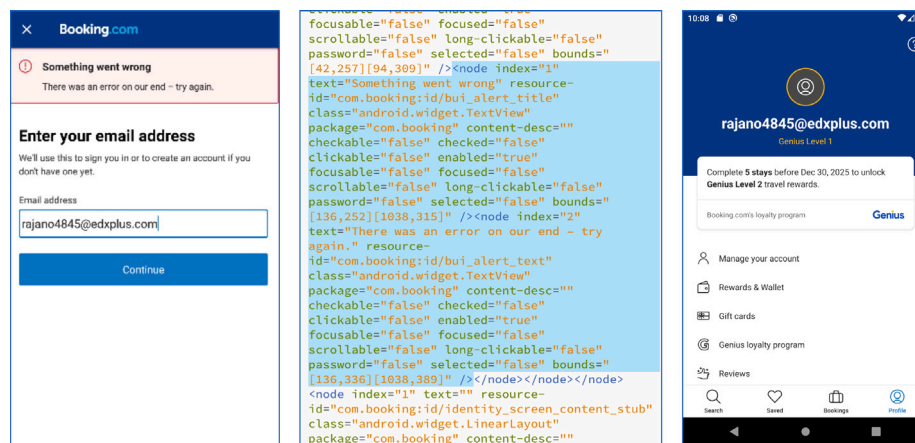 Booking.com
Something went wrong
There was an error on our end – try again.
Enter your email address
We'll use this to sign you in or to create an account if you
don't have one yet.
Email address
rajano4845@edxplus.com
Continue
focusable="false" focused="false"
scrollable="false" long-clickable="false"
password="false" selected="false" bounds="
[42,257][94,309]" /><node index="1"
text="Something went wrong" resource-
id="com.booking:id/bui_alert_title"
class="android.widget.TextView"
package="com.booking" content-desc=""
checkable="false" checked="false"
clickable="false" enabled="true"
focusable="false" focused="false"
scrollable="false" long-clickable="false"
password="false" selected="false" bounds="
[136,252][1038,315]" /><node index="2"
text="There was an error on our end – try
again." resource-
id="com.booking:id/bui_alert_text"
class="android.widget.TextView"
package="com.booking" content-desc=""
checkable="false" checked="false"
clickable="false" enabled="true"
focusable="false" focused="false"
scrollable="false" long-clickable="false"
password="false" selected="false" bounds="
[136,336][1038,389]" /></node></node></node>
<node index="1" text="" resource-
id="com.booking:id/identity_screen_content_stub"
class="android.widget.LinearLayout"
package="com.booking" content-desc=""
10:08
rajano4845@edxplus.com
Genius Level 1
Complete 5 stays before Dec 30, 2025 to unlock
Genius Level 2 travel rewards.
Booking.com's loyalty program
Genius
Manage your account
Rewards & Wallet
Gift cards
Genius loyalty program
Reviews
Search
Saved
Bookings
Profile